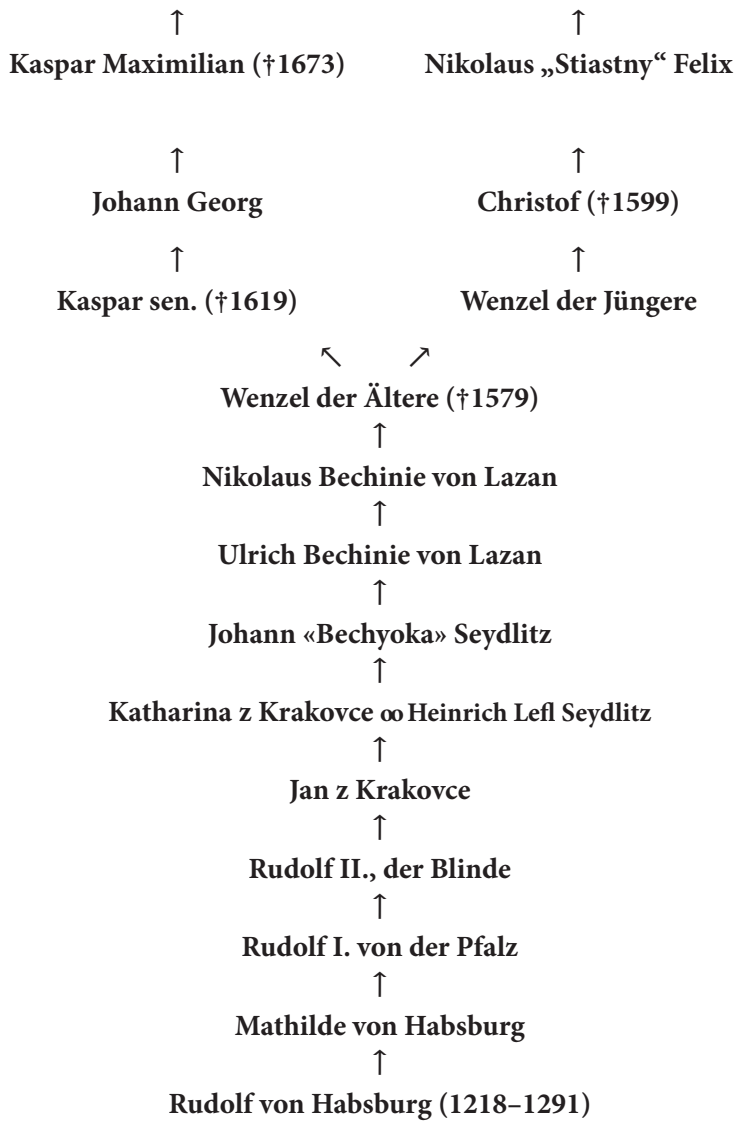 ↑ ↑
Kaspar Maximilian (†1673) Nikolaus „Stiastny“ Felix
↑ ↑
Johann Georg Christof (†1599)
↑ ↑
Kaspar sen. (†1619) Wenzel der Jüngere
↖ ↗
Wenzel der Ältere (†1579)
↑
Nikolaus Bechinie von Lazan
↑
Ulrich Bechinie von Lazan
↑
Johann «Bechyoka» Seydlitz
↑
Katharina z Krakovce ∞ Heinrich Lefl Seydlitz
↑
Jan z Krakovce
↑
Rudolf II., der Blinde
↑
Rudolf I. von der Pfalz
↑
Mathilde von Habsburg
↑
Rudolf von Habsburg (1218–1291)